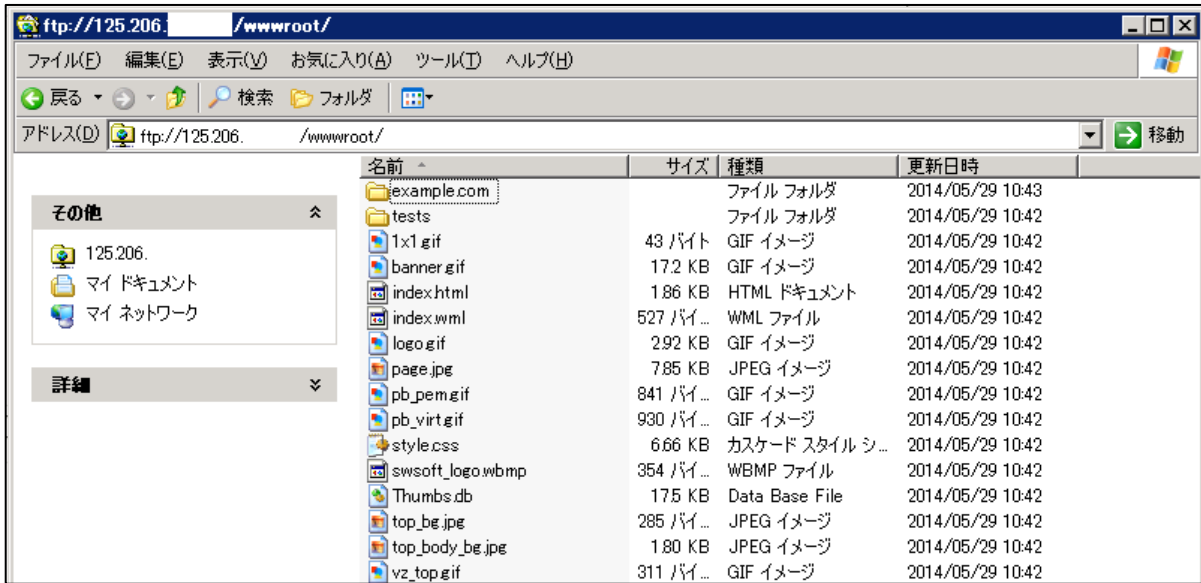 ftp://125.206. /wwwroot/
ファイル(F) 編集(E) 表示(V) お気に入り(A) ツール(T) ヘルプ(H)
戻る 検索 フォルダ
アドレス(D) ftp://125.206. /wwwroot/ 移動
その他
125.206.
マイ ドキュメント
マイ ネットワーク
詳細
名前 サイズ 種類 更新日時
example.com ファイル フォルダ 2014/05/29 10:43
tests ファイル フォルダ 2014/05/29 10:42
1x1.gif 43 バイト GIF イメージ 2014/05/29 10:42
banner.gif 17.2 KB GIF イメージ 2014/05/29 10:42
index.html 1.86 KB HTML ドキュメント 2014/05/29 10:42
index.wml 527 バイ... WML ファイル 2014/05/29 10:42
logo.gif 2.92 KB GIF イメージ 2014/05/29 10:42
page.jpg 7.85 KB JPEG イメージ 2014/05/29 10:42
pb_pem.gif 841 バイ... GIF イメージ 2014/05/29 10:42
pb_virt.gif 930 バイ... GIF イメージ 2014/05/29 10:42
style.css 6.66 KB カスケード スタイル シ... 2014/05/29 10:42
swsoft_logo.wbmp 354 バイ... WBMP ファイル 2014/05/29 10:42
Thumbs.db 17.5 KB Data Base File 2014/05/29 10:42
top_bg.jpg 285 バイ... JPEG イメージ 2014/05/29 10:42
top_body_bg.jpg 1.80 KB JPEG イメージ 2014/05/29 10:42
vz_top.gif 311 バイ... GIF イメージ 2014/05/29 10:42